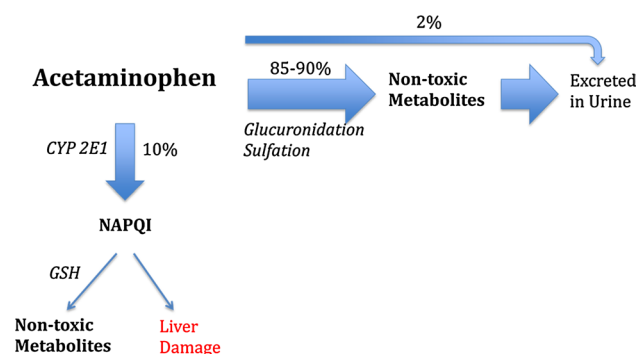 2%
Acetaminophen
85-90%
Non-toxic
Metabolites
Excreted
in Urine
Glucuronidation
Sulfation
CYP 2E1
10%
NAPQI
GSH
Non-toxic
Metabolites
Liver
Damage